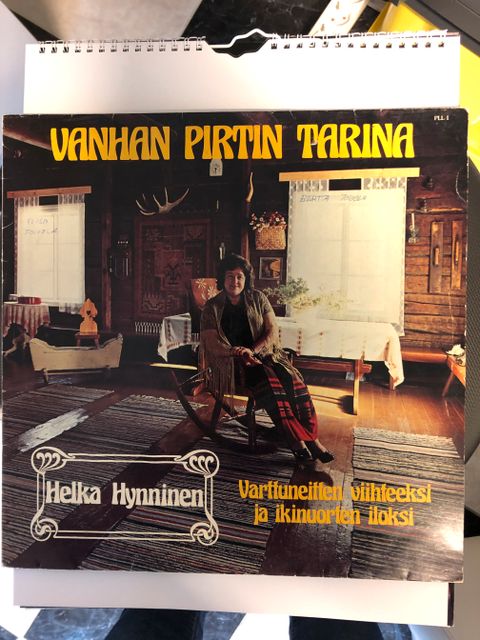 PLL-1
VANHAN PIRTIN TARINA
Helka Hynninen
Varttuneitten viihteeksi
ja ikinuorten iloksi